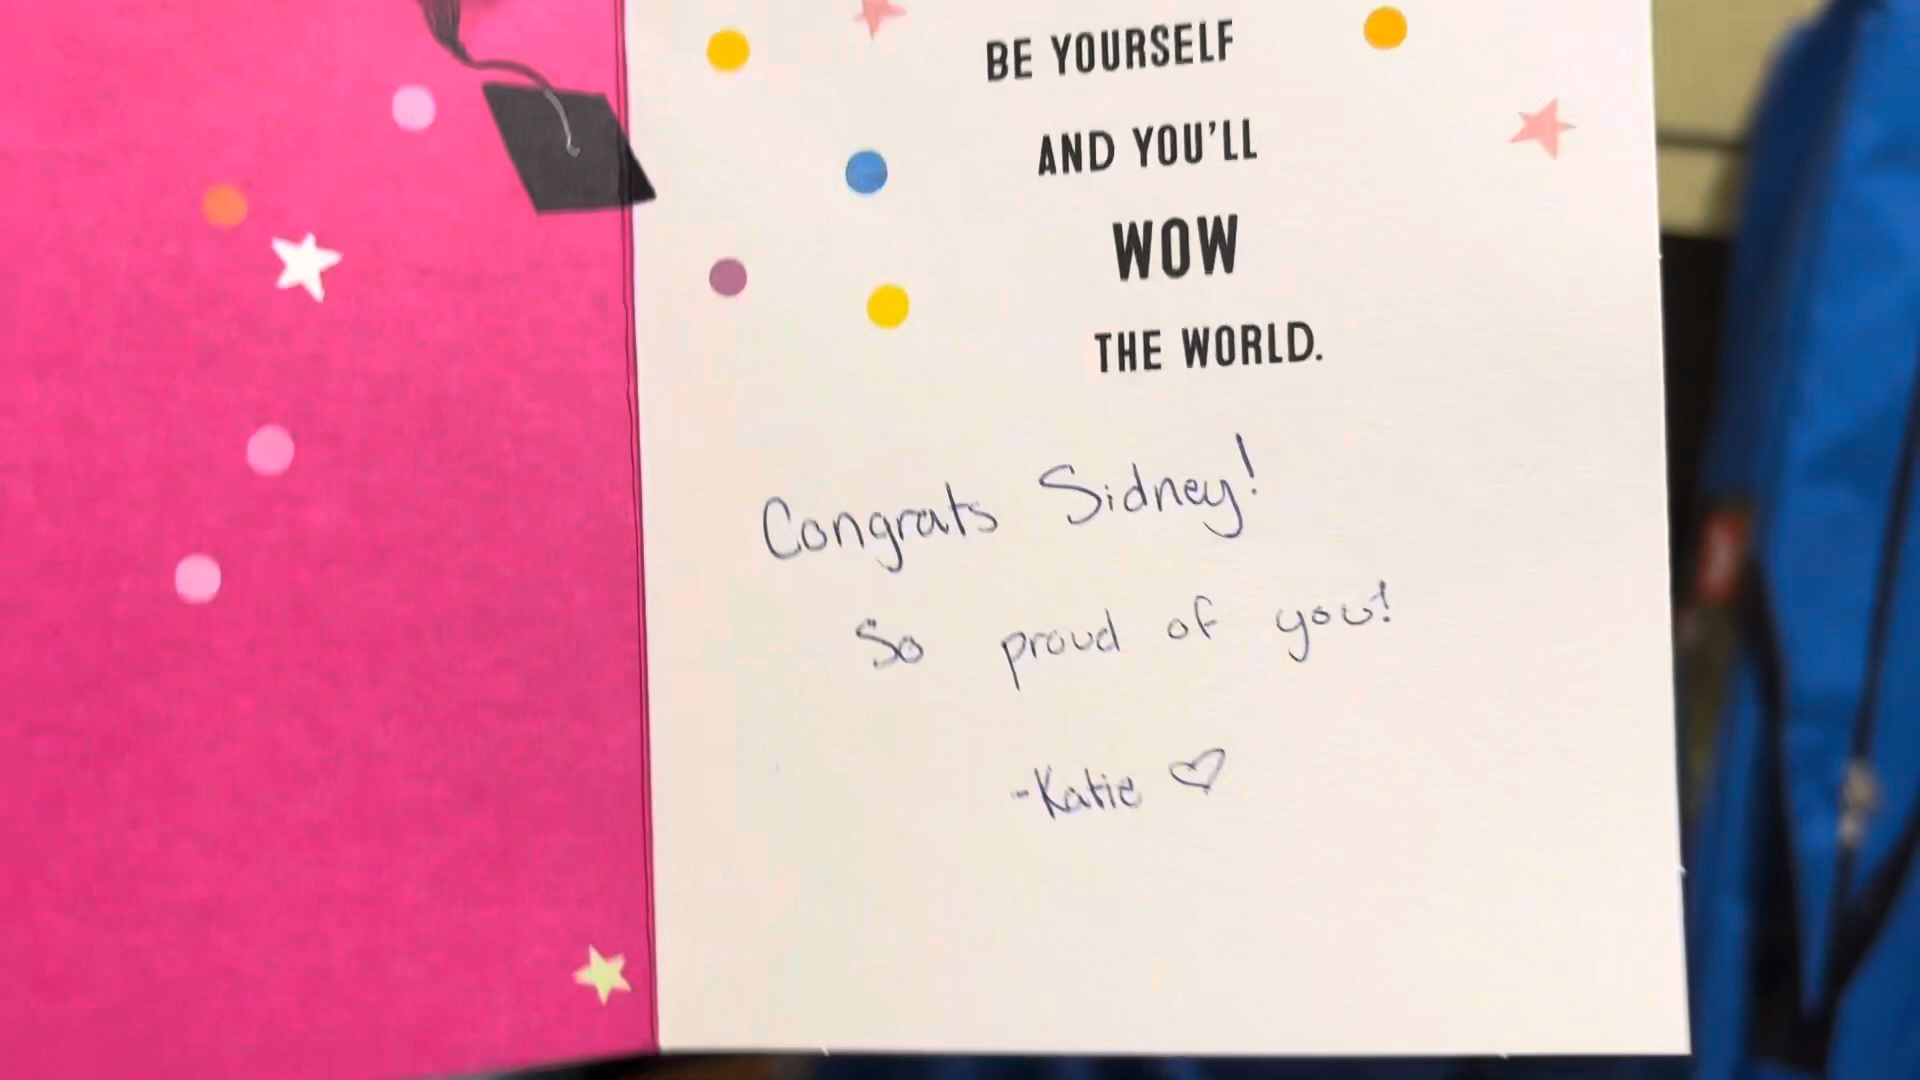 BE YOURSELF
AND YOU'LL
WOW
THE WORLD.
Congrats Sidney!
So proud of you!
-Katie ♡